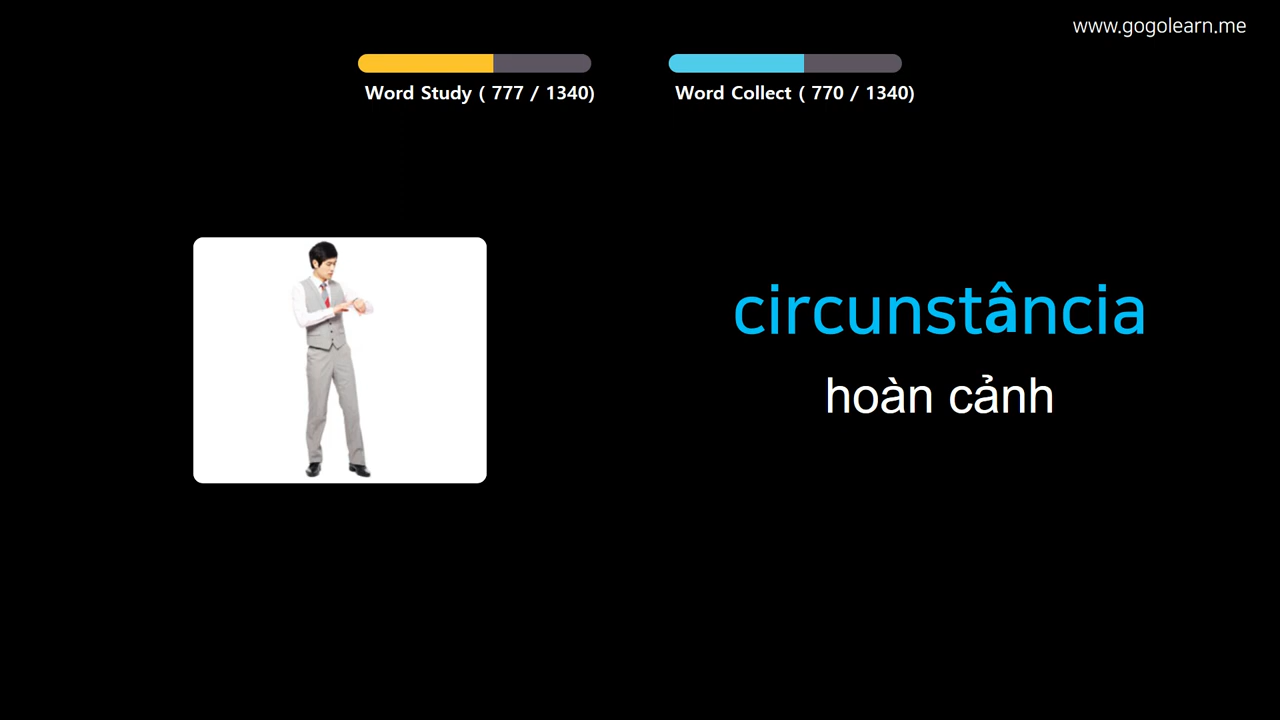 www.gogolearn.me
Word Study ( 777 / 1340)
Word Collect ( 770 / 1340)
circunstância
hoàn cảnh